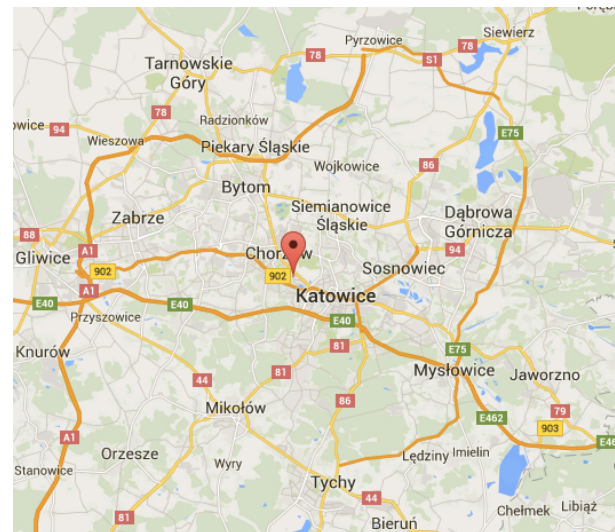 Siewierz
78
S1
Pyrzowice
78
Tarnowskie
Góry
78
Radzionków
94
Wieszowa
Piekary Śląskie
E75
86
Wojkowice
Bytom
Siemianowice
Śląskie
Zabrze
Dąbrowa
Górnicza
88
A1
Gliwice
902
Chorzów
902
94
Sosnowiec
Katowice
A1
E40
E40
Przyszowice
E40
81
E75
Knurów
44
81
Mysłowice
Jaworzno
86
Mikołów
E462
79
903
E46
A1
Orzesze
Lędziny
Imielin
Stanowice
Wyry
Tychy
44
81
Bieruń
Chełmek
Libiąż